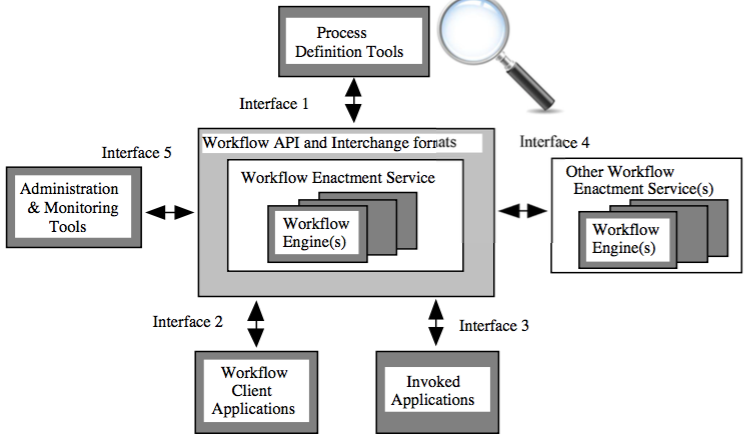 Process
Definition Tools
Interface 1
Workflow API and Interchange formats
Interface 4
Interface 5
Workflow Enactment Service
Other Workflow
Enactment Service(s)
Administration
& Monitoring
Tools
Workflow
Engine(s)
Workflow
Engine(s)
Interface 2
Interface 3
Workflow
Client
Applications
Invoked
Applications